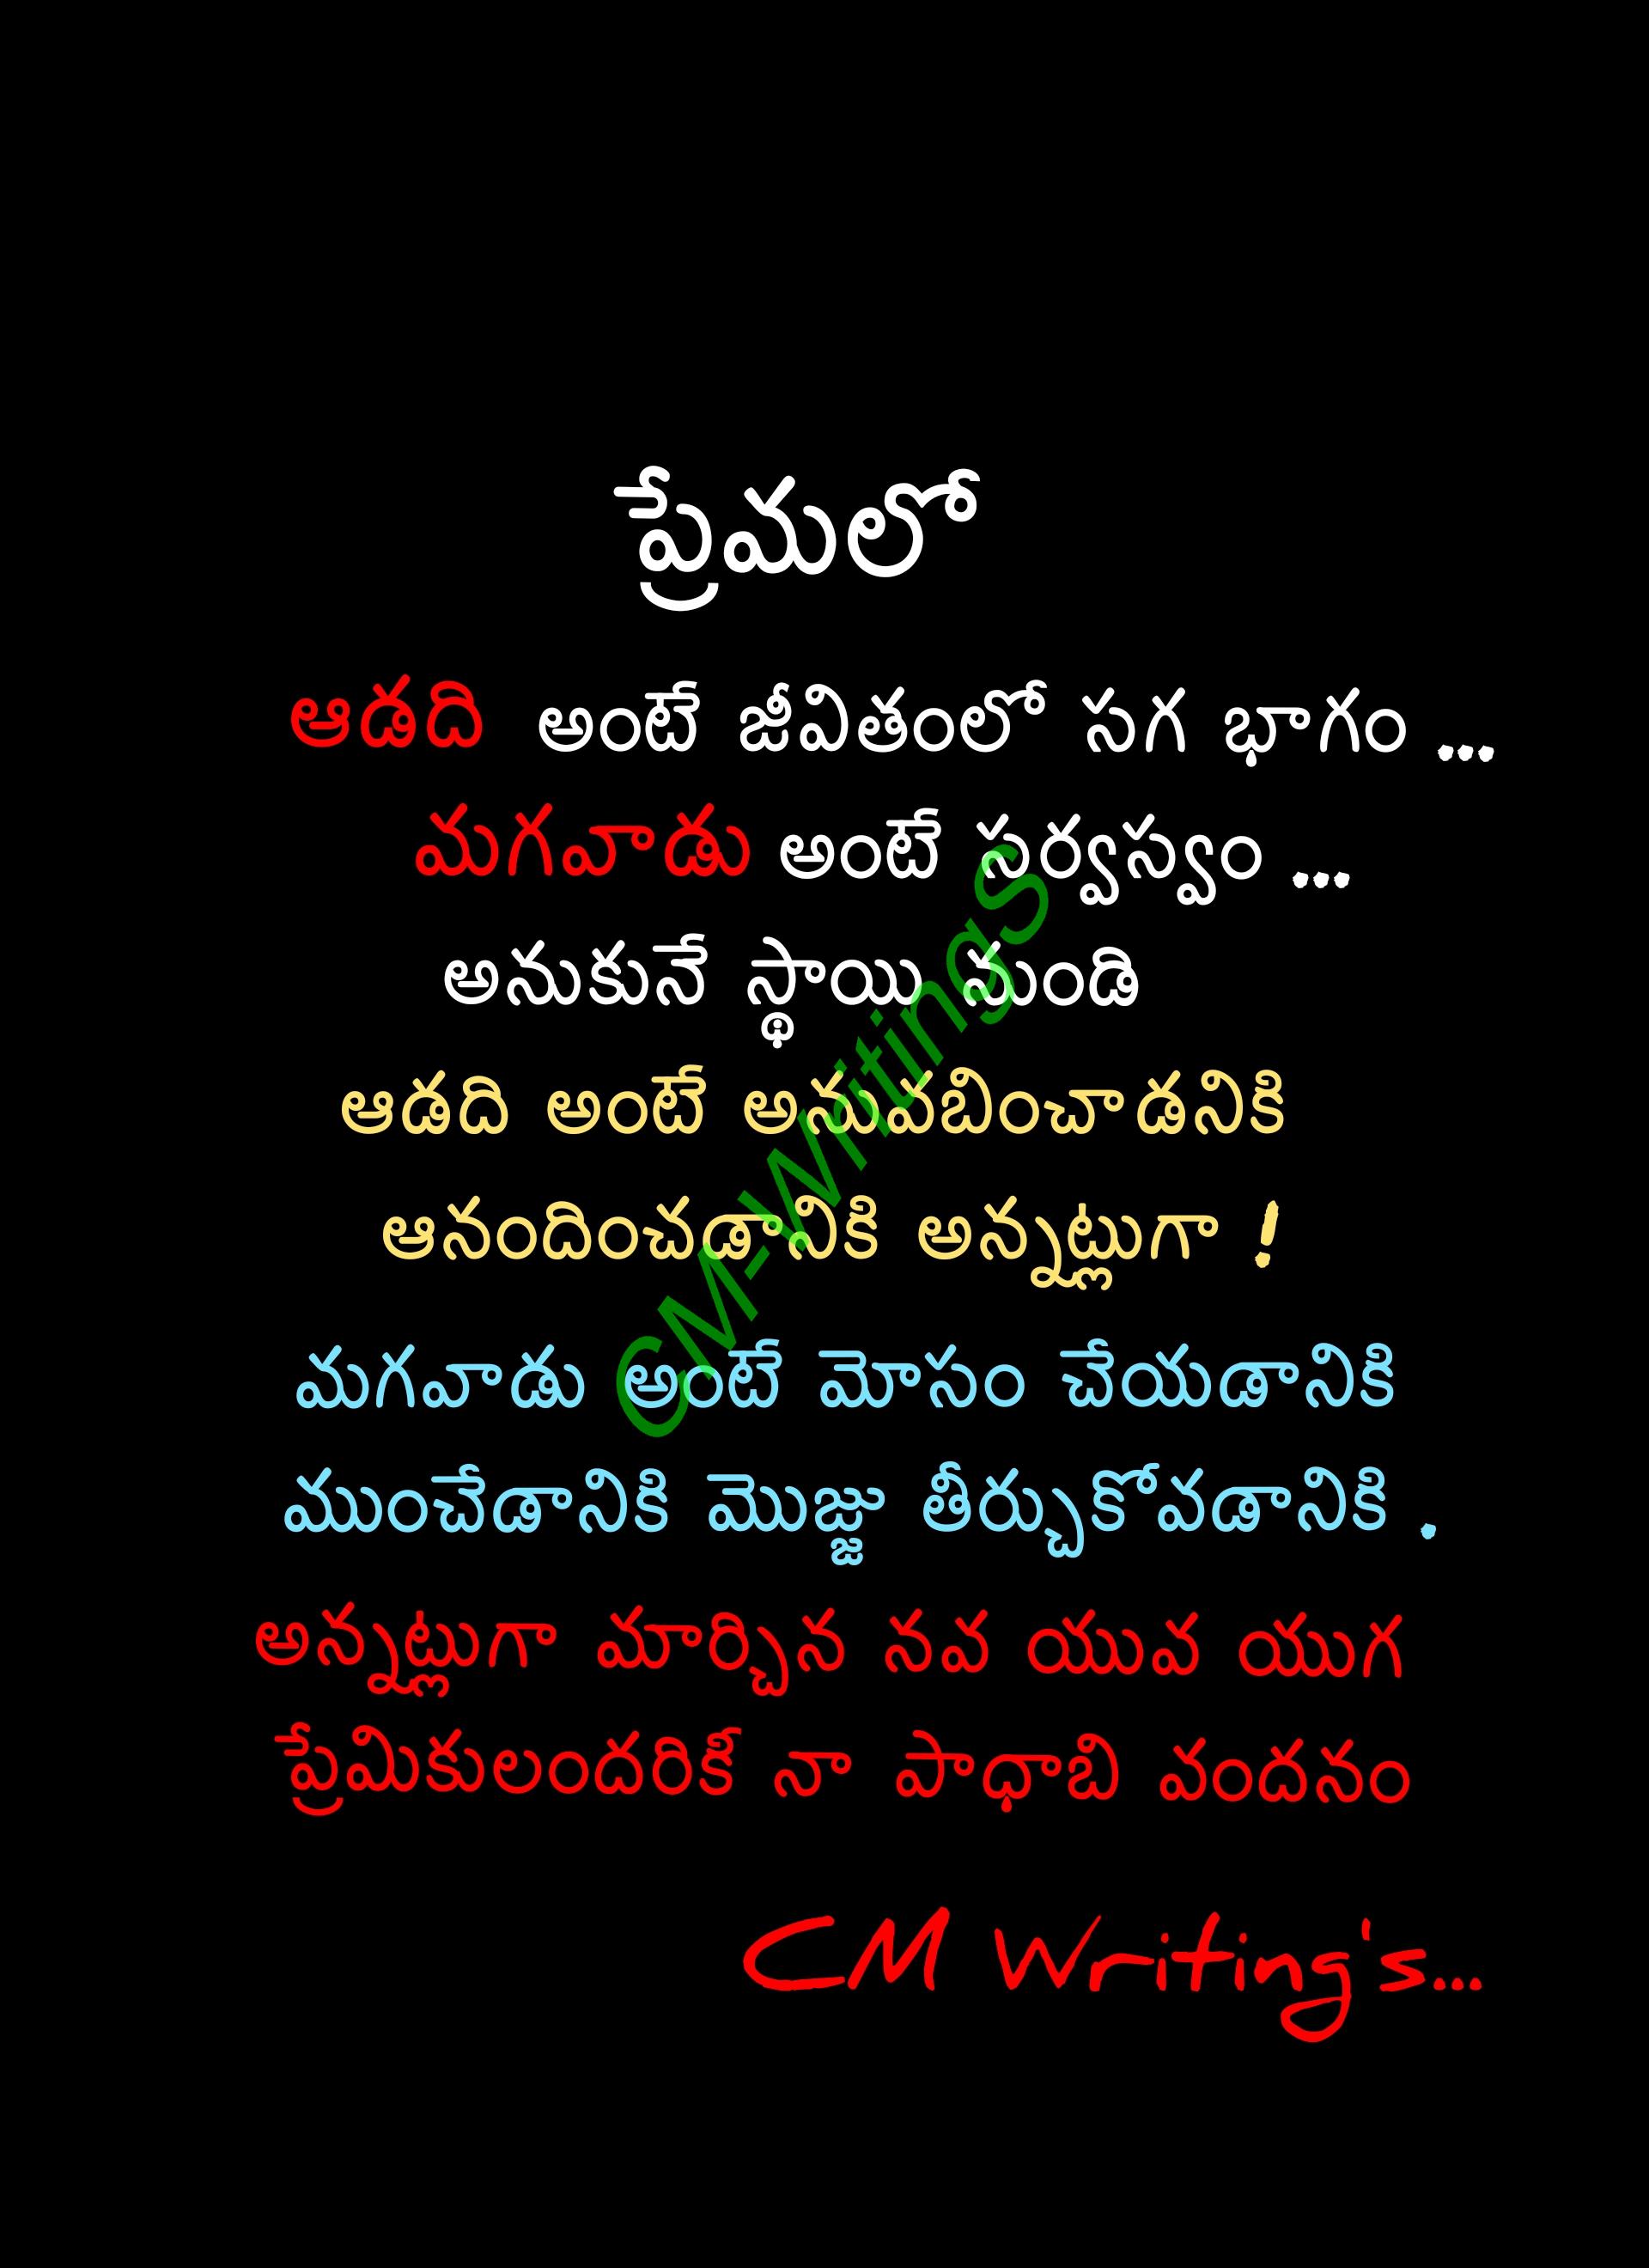 ప్రేమలో
ఆడది అంటే జీవితంలో సగ భాగం ...
మగవాడు అంటే సర్వస్వం ...
అనుకునే స్థాయి నుండి
ఆడది అంటే అనువబించాడనికి
ఆనందించడానికి అన్నట్లుగా !
మగవాడు అంటే మోసం చేయడానికి
ముంచేడానికి మొజ్జు తీర్చుకోవడానికి .
అన్నట్లుగా మార్చిన నవ యువ యుగ
ప్రేమికులందరికీ నా పాధాబి వందనం
CM Writing's...
CM-WritingS